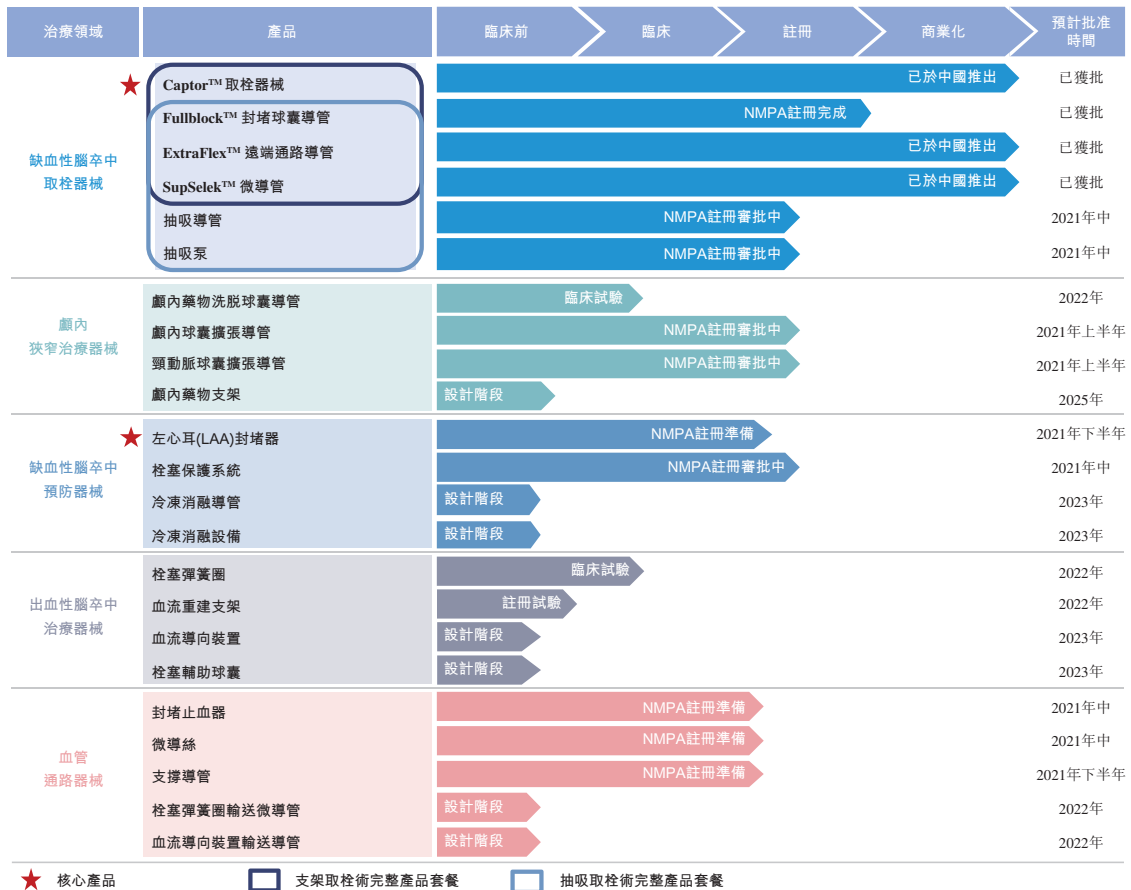 治療領域 產品 臨床前 臨床 註冊 商業化 預計批准
時間
缺血性腦卒中
取栓器械
Captor™ 取栓器械 已於中國推出 已獲批
Fullblock™ 封堵球囊導管 NMPA註冊完成 已獲批
ExtraFlex™ 遠端通路導管 已於中國推出 已獲批
SupSelek™ 微導管 已於中國推出 已獲批
抽吸導管 NMPA註冊審批中 2021年中
抽吸泵 NMPA註冊審批中 2021年中
顱內
狹窄治療器械
顱內藥物洗脫球囊導管 臨床試驗 2022年
顱內球囊擴張導管 NMPA註冊審批中 2021年上半年
頸動脈球囊擴張導管 NMPA註冊審批中 2021年上半年
顱內藥物支架 設計階段 2025年
缺血性腦卒中
預防器械
左心耳(LAA)封堵器 NMPA註冊準備 2021年下半年
栓塞保護系統 NMPA註冊審批中 2021年中
冷凍消融導管 設計階段 2023年
冷凍消融設備 設計階段 2023年
出血性腦卒中
治療器械
栓塞彈簧圈 臨床試驗 2022年
血流重建支架 註冊試驗 2022年
血流導向裝置 設計階段 2023年
栓塞輔助球囊 設計階段 2023年
血管
通路器械
封堵止血器 NMPA註冊準備 2021年中
微導絲 NMPA註冊準備 2021年中
支撐導管 NMPA註冊準備 2021年下半年
栓塞彈簧圈輸送微導管 設計階段 2022年
血流導向裝置輸送導管 設計階段 2022年
核心產品 支架取栓術完整產品套餐 抽吸取栓術完整產品套餐